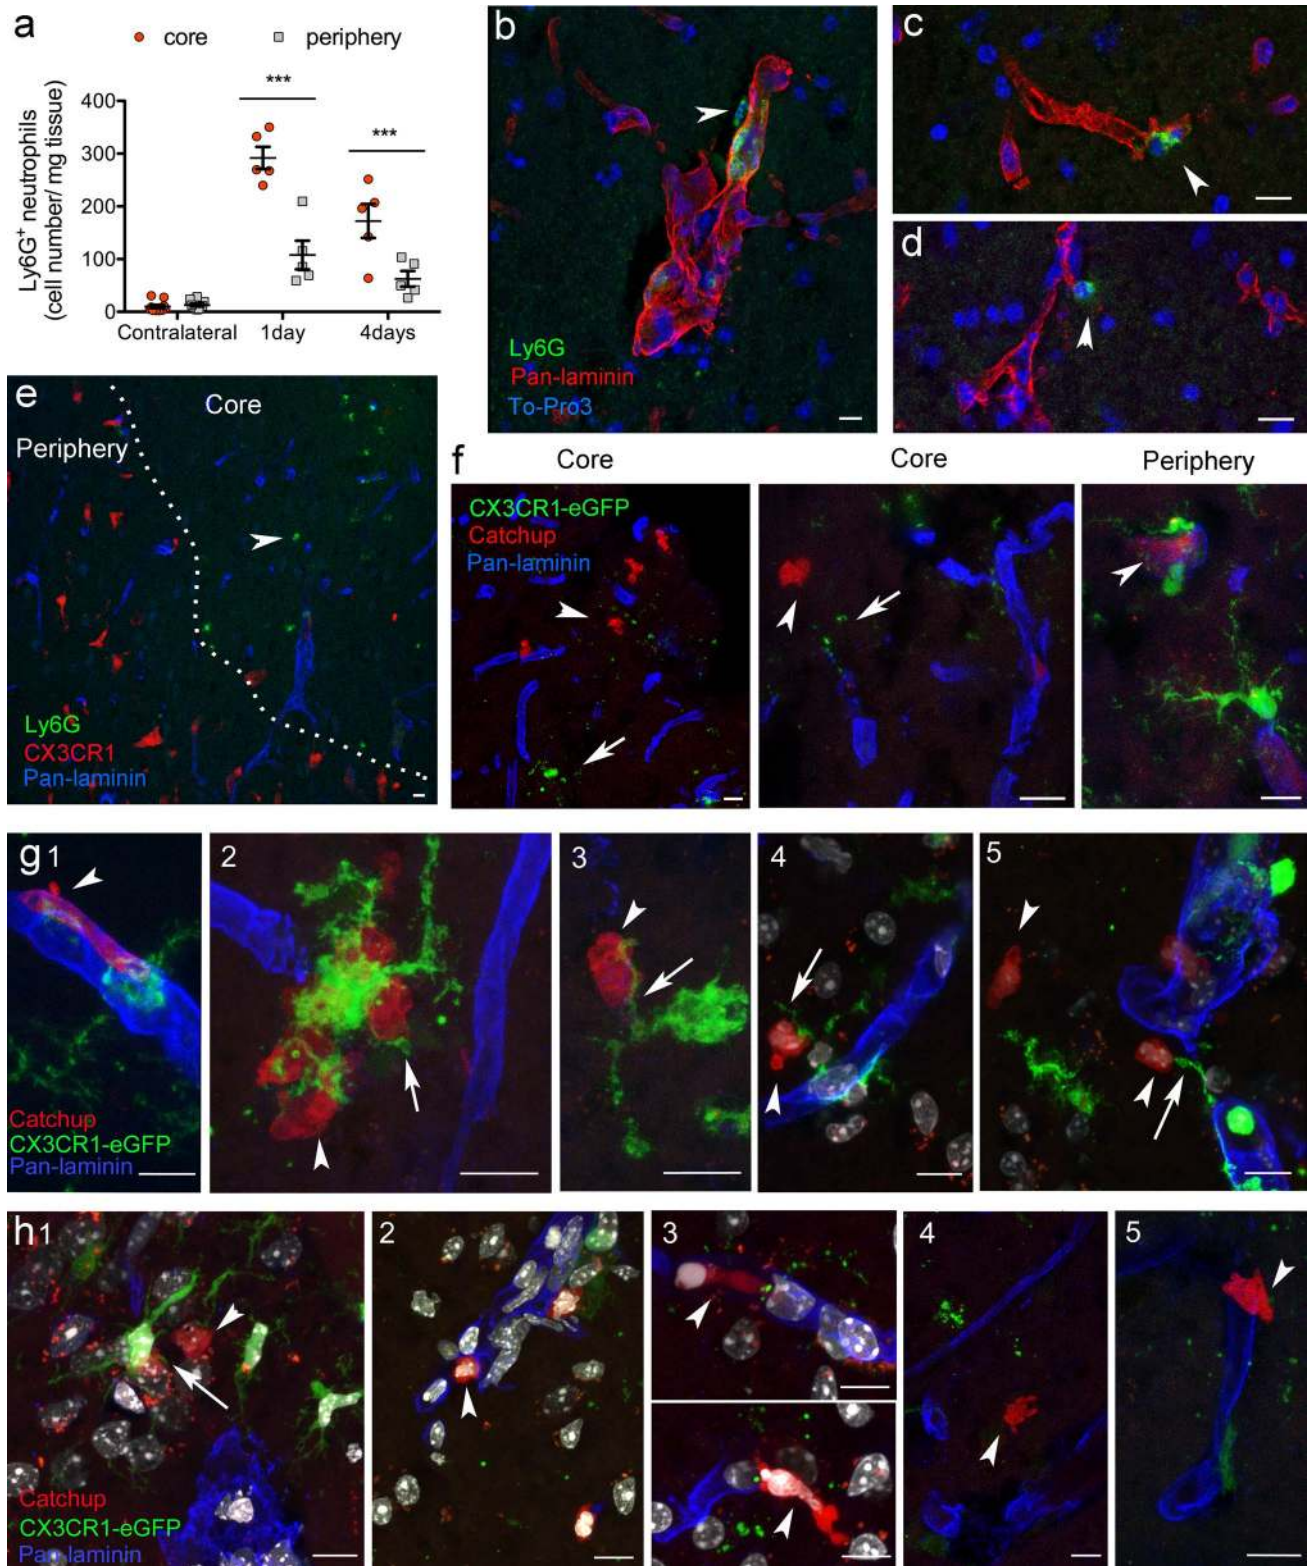 a
core
periphery
Ly6G+ neutrophils
(cell number/ mg tissue)
***
***
400
300
200
100
0
Contralateral
1day
4days
b
Ly6G
Pan-laminin
To-Pro3
c
d
e
Core
Periphery
Ly6G
CX3CR1
Pan-laminin
f
Core
Core
Periphery
CX3CR1-eGFP
Catchup
Pan-laminin
g1
2
3
4
5
Catchup
CX3CR1-eGFP
Pan-laminin
h1
2
3
4
5
Catchup
CX3CR1-eGFP
Pan-laminin